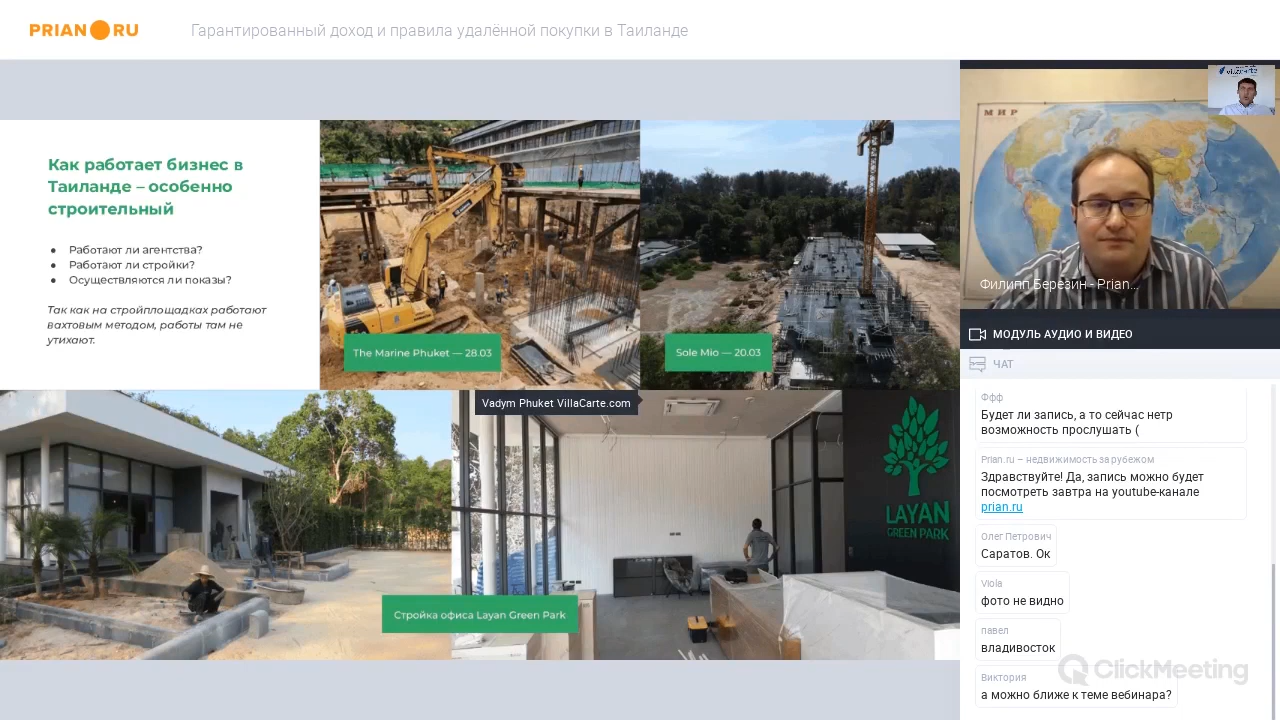 PRIAN RU
Гарантированный доход и правила удалённой покупки в Таиланде
Как работает бизнес в
Таиланде – особенно
строительный
• Работают ли агентства?
• Работают ли стройки?
• Осуществляются ли показы?
Так как на стройплощадках работают
вахтовым методом, работы там не
утихают.
The Marine Phuket — 28.03
Sole Mio — 20.03
Vadym Phuket VillaCarte.com
LAYAN
GREEN PARK
Стройка офиса Layan Green Park
МИР
Филипп Березин - Prian...
МОДУЛЬ АУДИО И ВИДЕО
ЧАТ
Ффф
Будет ли запись, а то сейчас нетр
возможность прослушать (
Prian.ru – недвижимость за рубежом
Здравствуйте! Да, запись можно будет
посмотреть завтра на youtube-канале
prian.ru
Олег Петрович
Саратов. Ок
Viola
фото не видно
павел
владивосток
Виктория
а можно ближе к теме вебинара?
ClickMeeting